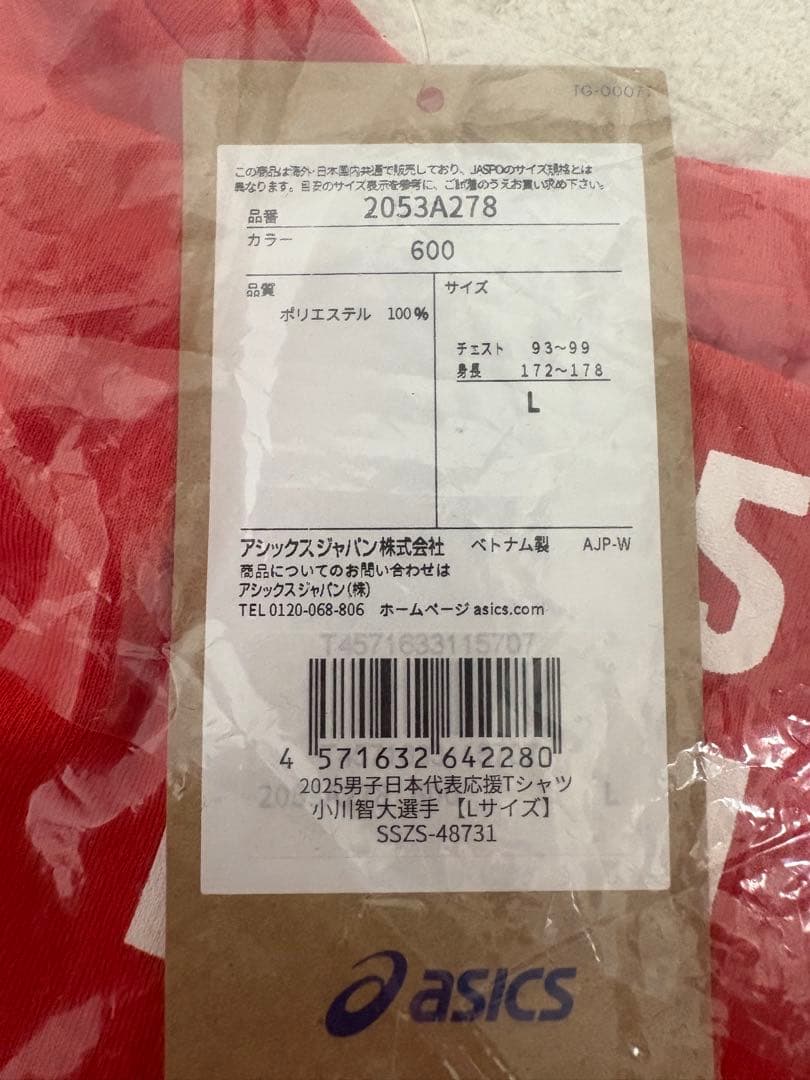 TG-0007
この商品は海外・日本国内共通で販売しており、JASPOのサイズ規格とは
異なります。目安のサイズ表示を参考に、ご試着のうえお買い求め下さい。
品番 2053A278
カラー 600
品質
ポリエステル 100%
サイズ
チェスト 93～99
身長 172～178
L
アシックスジャパン株式会社 ベトナム製 AJP-W
商品についてのお問い合わせは
アシックスジャパン(株)
TEL 0120-068-806 ホームページ asics.com
T4571633115707
4 571632 642280
2025男子日本代表応援Tシャツ
小川智大選手 【Lサイズ】
SSZS-48731
L
asics
5